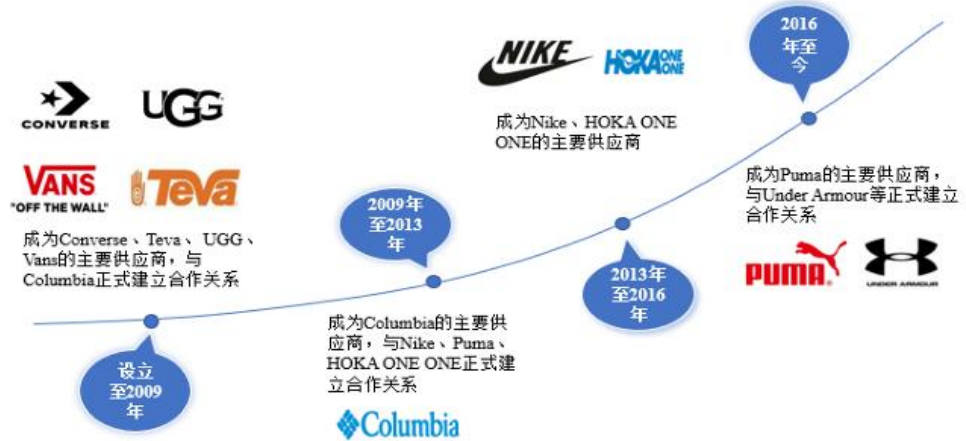 CONVERSE
UGG
VANS
"OFF THE WALL"
Teva
成为Converse、Teva、 UGG、
Vans的主要供应商，与
Columbia正式建立合作关系
设立
至2009
年
2009年
至2013
年
成为Columbia的主要供
应商，与Nike、Puma、
HOKA ONE ONE正式建
立合作关系
Columbia
NIKE
HOKA ONE ONE
成为Nike、HOKA ONE
ONE的主要供应商
2013年
至2016
年
2016
年至
今
成为Puma的主要供应商，
与Under Armour等正式建立
合作关系
PUMA
UNDER ARMOUR